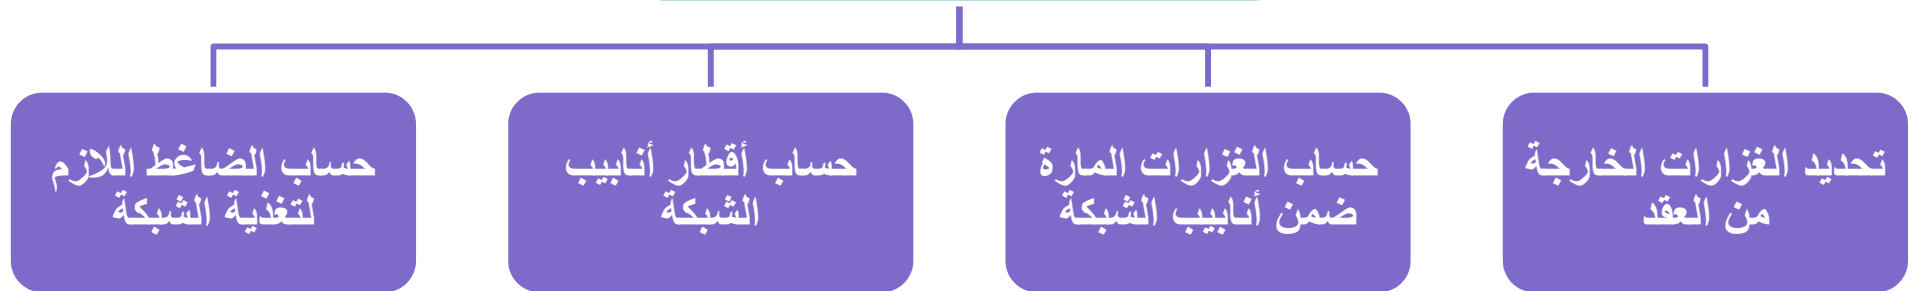 تحديد الغزارات الخارجة
من العقد
حساب الغزارات المارة
ضمن أنابيب الشبكة
حساب أقطار أنابيب
الشبكة
حساب الضاغط اللازم
لتغذية الشبكة